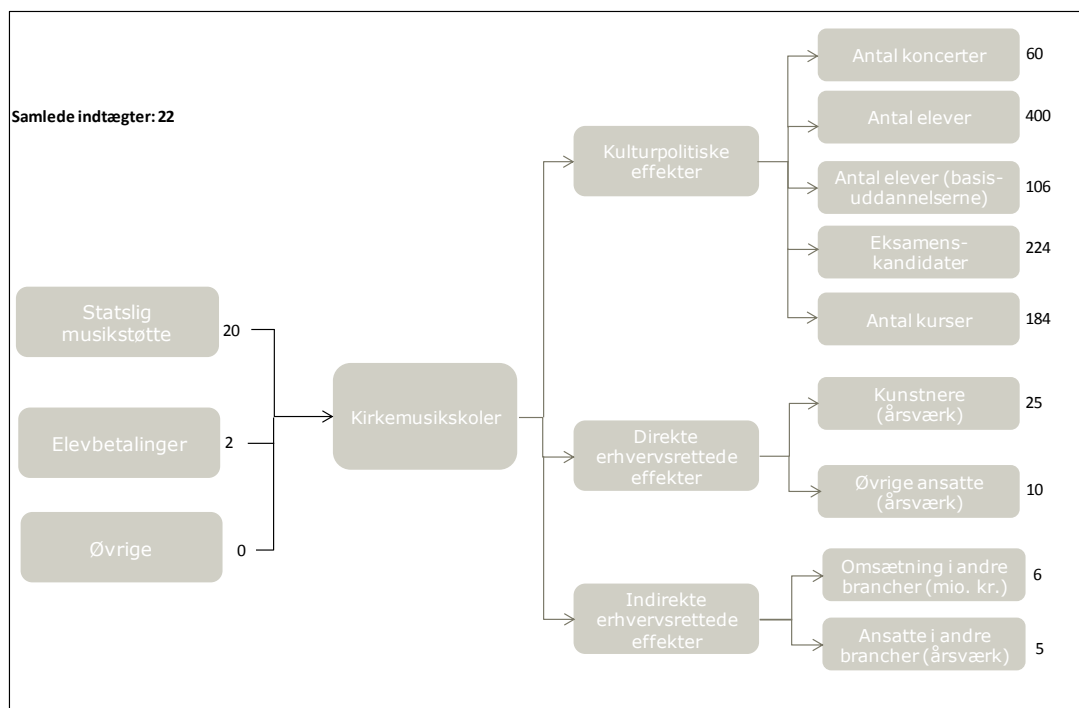 Samlede indtægter: 22
Statslig
musikstøtte
20
Elevbetalinger
2
Øvrige
0
Kirkemusikskoler
Kulturpolitiske
effekter
Antal koncerter
60
Antal elever
400
Antal elever (basis-
uddannelserne)
106
Eksamens-
kandidater
224
Antal kurser
184
Direkte
erhvervsrettede
effekter
Kunstnere
(årsværk)
25
Øvrige ansatte
(årsværk)
10
Indirekte
erhvervsrettede
effekter
Omsætning i andre
brancher (mio. kr.)
6
Ansatte i andre
brancher (årsværk)
5